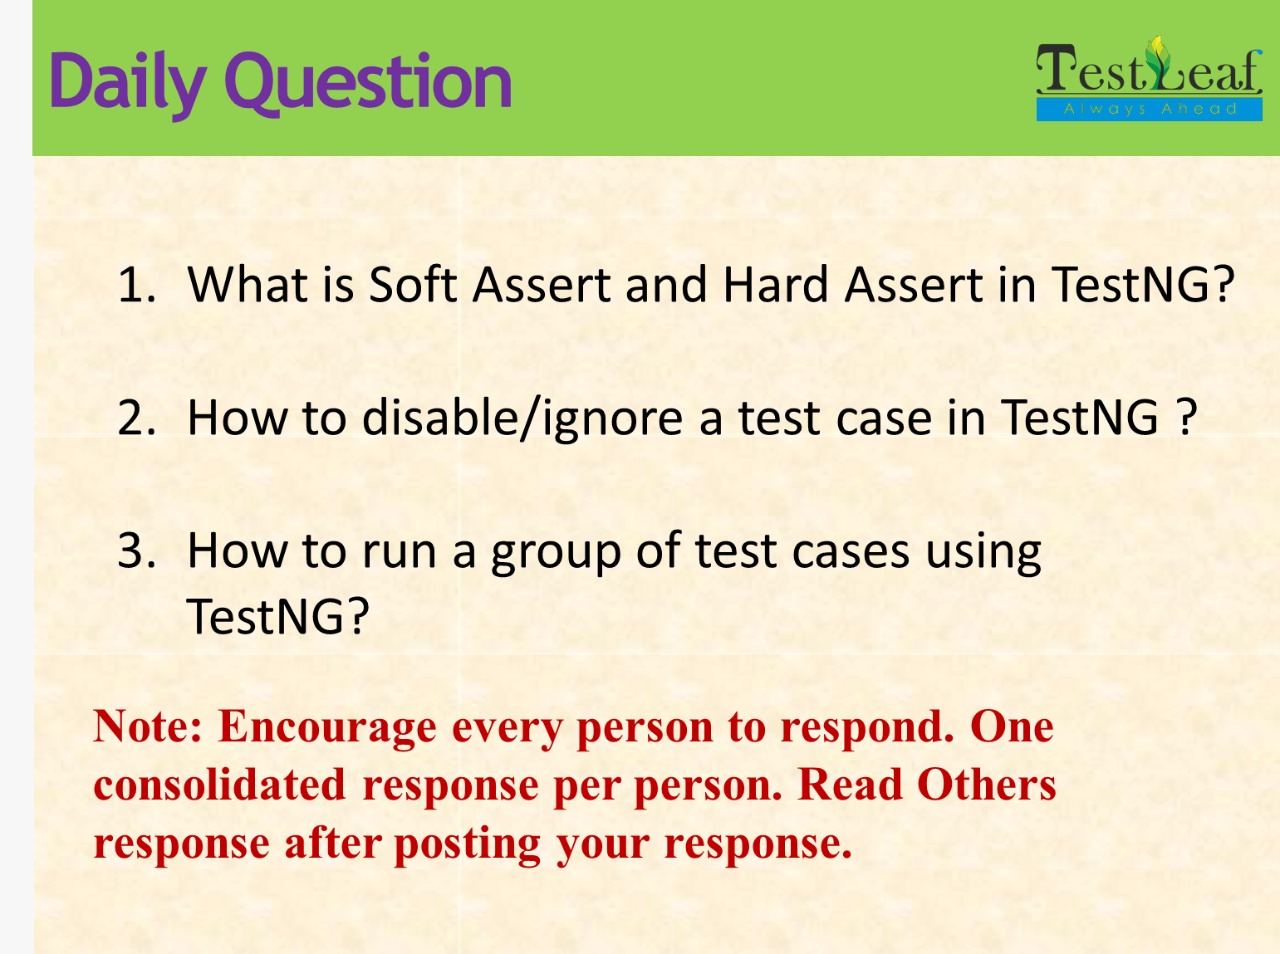 Daily Question
TestLeaf
Always Ahead
1. What is Soft Assert and Hard Assert in TestNG?
2. How to disable/ignore a test case in TestNG ?
3. How to run a group of test cases using
TestNG?
Note: Encourage every person to respond. One
consolidated response per person. Read Others
response after posting your response.